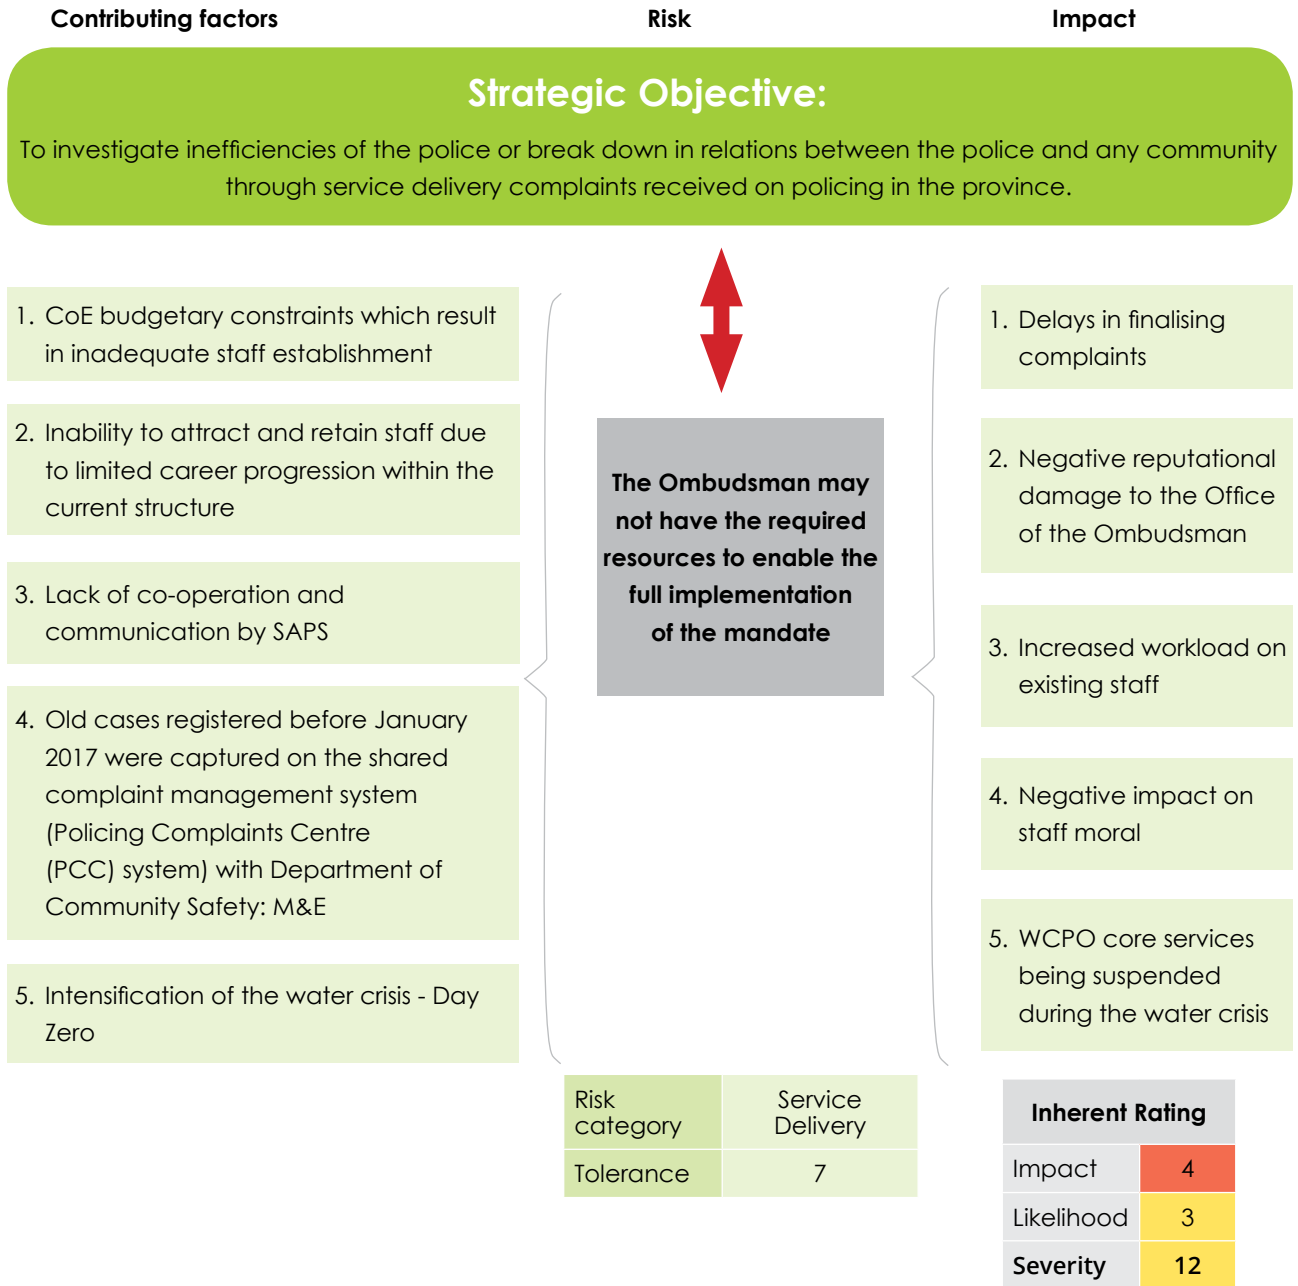 Contributing factors
Risk
Impact
Strategic Objective:
To investigate inefficiencies of the police or break down in relations between the police and any community
through service delivery complaints received on policing in the province.
1. CoE budgetary constraints which result
in inadequate staff establishment
2. Inability to attract and retain staff due
to limited career progression within the
current structure
3. Lack of co-operation and
communication by SAPS
4. Old cases registered before January
2017 were captured on the shared
complaint management system
(Policing Complaints Centre
(PCC) system) with Department of
Community Safety: M&E
5. Intensification of the water crisis - Day
Zero
The Ombudsman may
not have the required
resources to enable the
full implementation
of the mandate
1. Delays in finalising
complaints
2. Negative reputational
damage to the Office
of the Ombudsman
3. Increased workload on
existing staff
4. Negative impact on
staff moral
5. WCPO core services
being suspended
during the water crisis
Risk
category
Service
Delivery
Tolerance
7
Inherent Rating
Impact
4
Likelihood
3
Severity
12